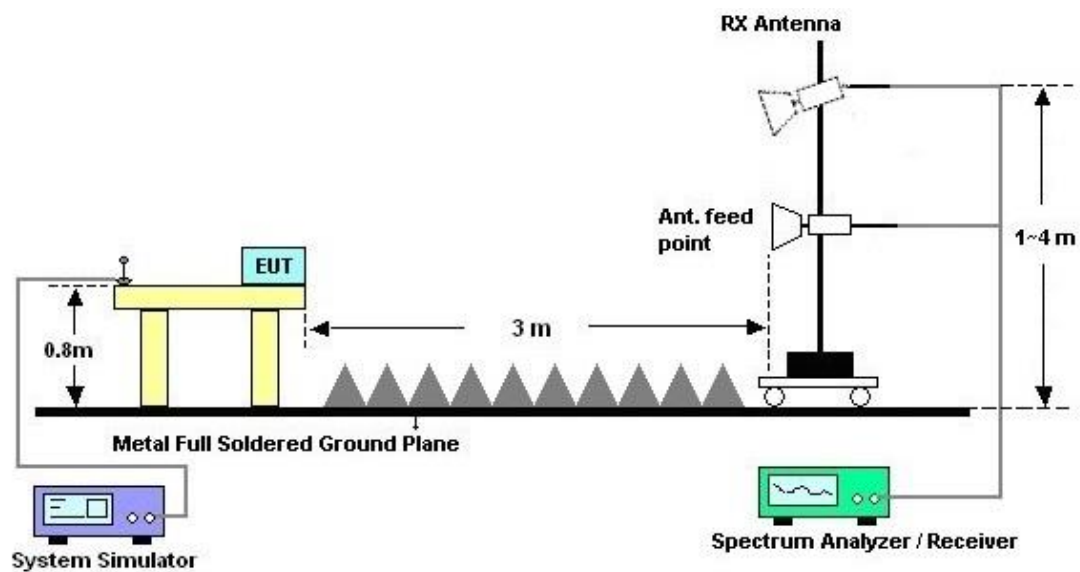 RX Antenna
Ant. feed
point
1~4 m
EUT
3 m
0.8m
Metal Full Soldered Ground Plane
System Simulator
Spectrum Analyzer / Receiver